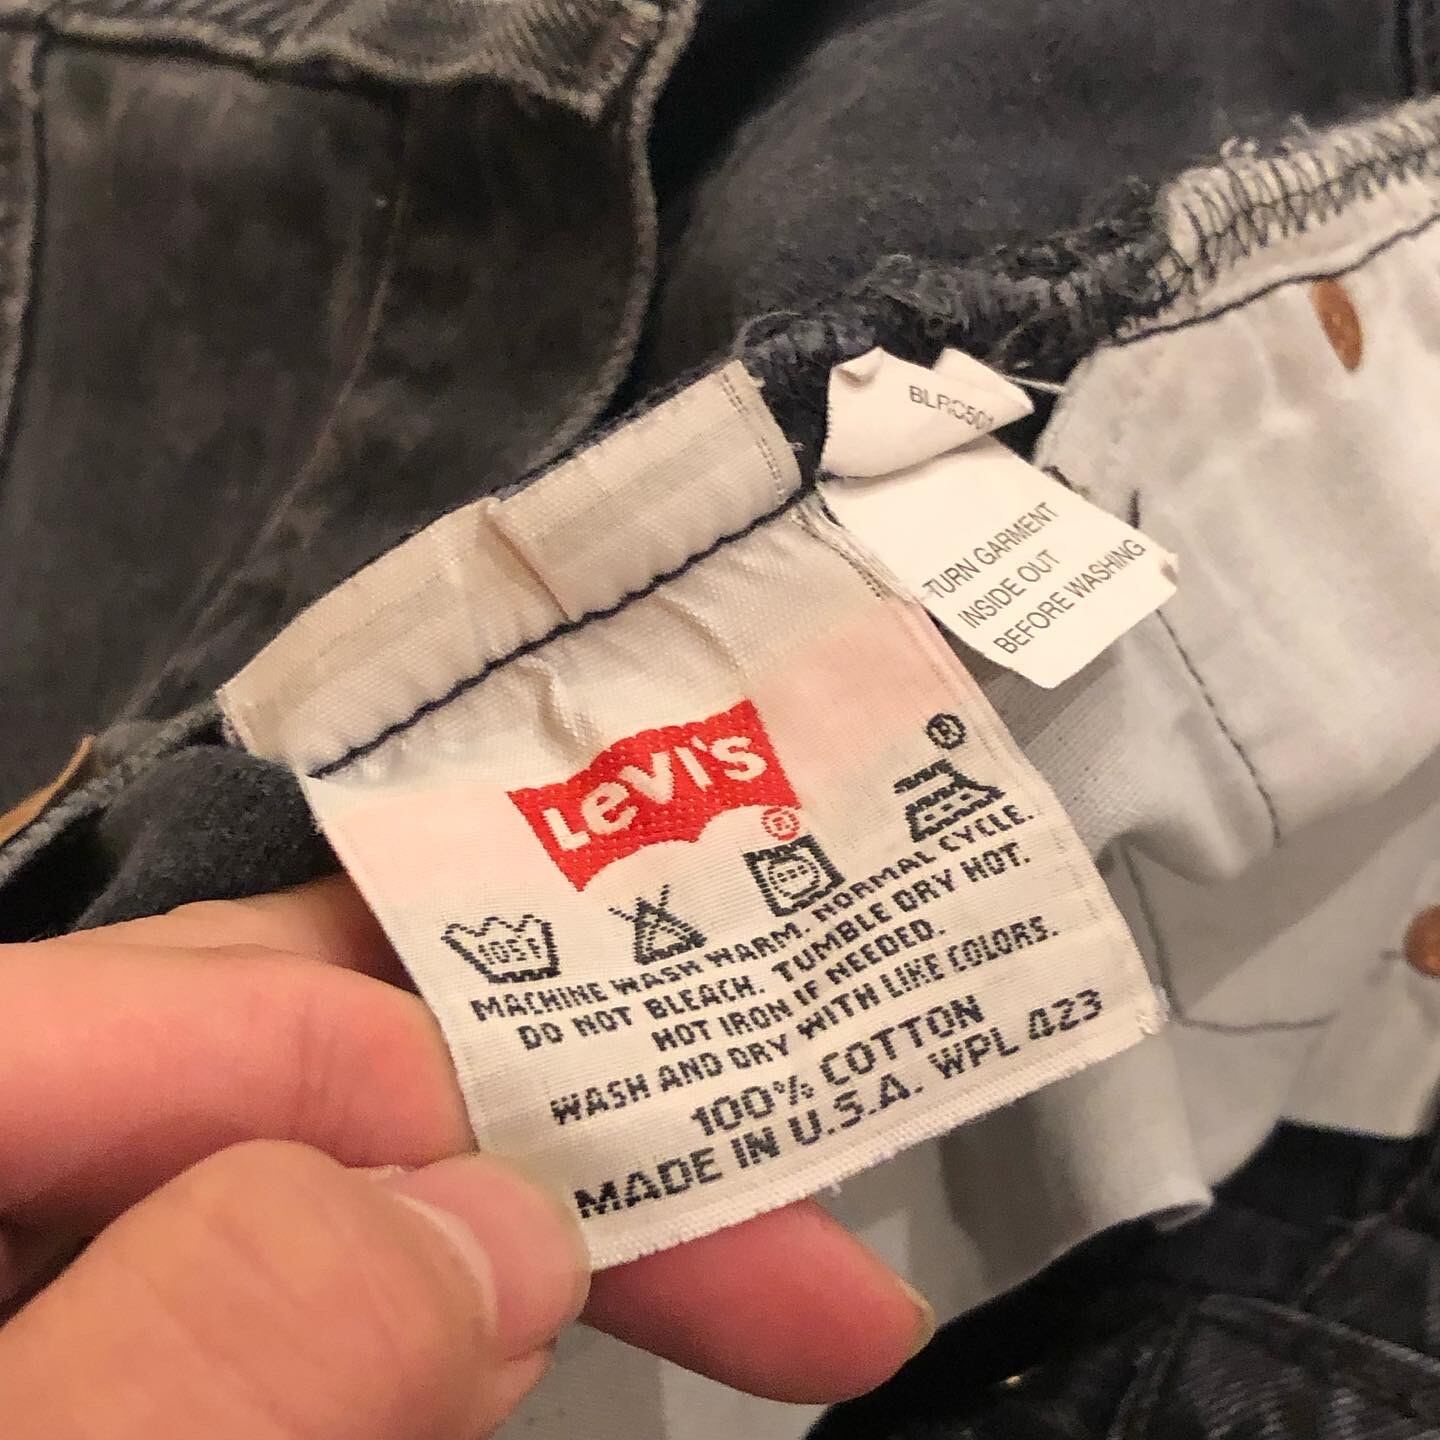 BLRC501
TURN GARMENT
INSIDE OUT
BEFORE WASHING
LEVI'S
®
®
105F
MACHINE WASH WARM. NORMAL CYCLE.
DO NOT BLEACH. TUMBLE DRY HOT.
HOT IRON IF NEEDED.
WASH AND DRY WITH LIKE COLORS.
100% COTTON
MADE IN U.S.A. WPL 423